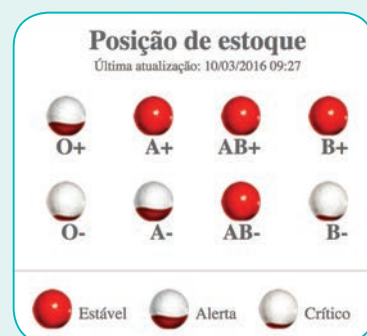 Posição de estoque
Última atualização: 10/03/2016 09:27
O+ A+ AB+ B+
O- A- AB- B-
Estável Alerta Crítico